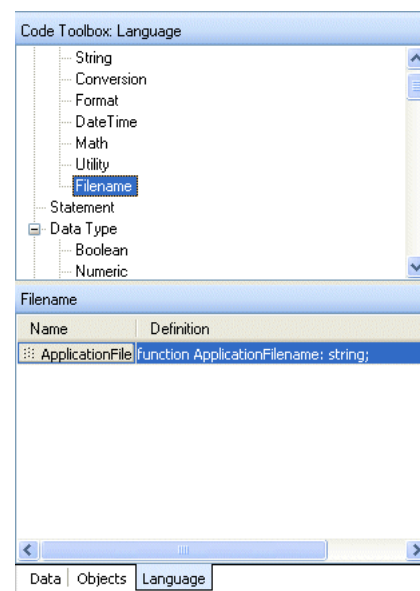 Code Toolbox: Language
String
Conversion
Format
DateTime
Math
Utility
Filename
Statement
Data Type
Boolean
Numeric
Filename
Name Definition
ApplicationFile function ApplicationFilename: string;
Data Objects Language